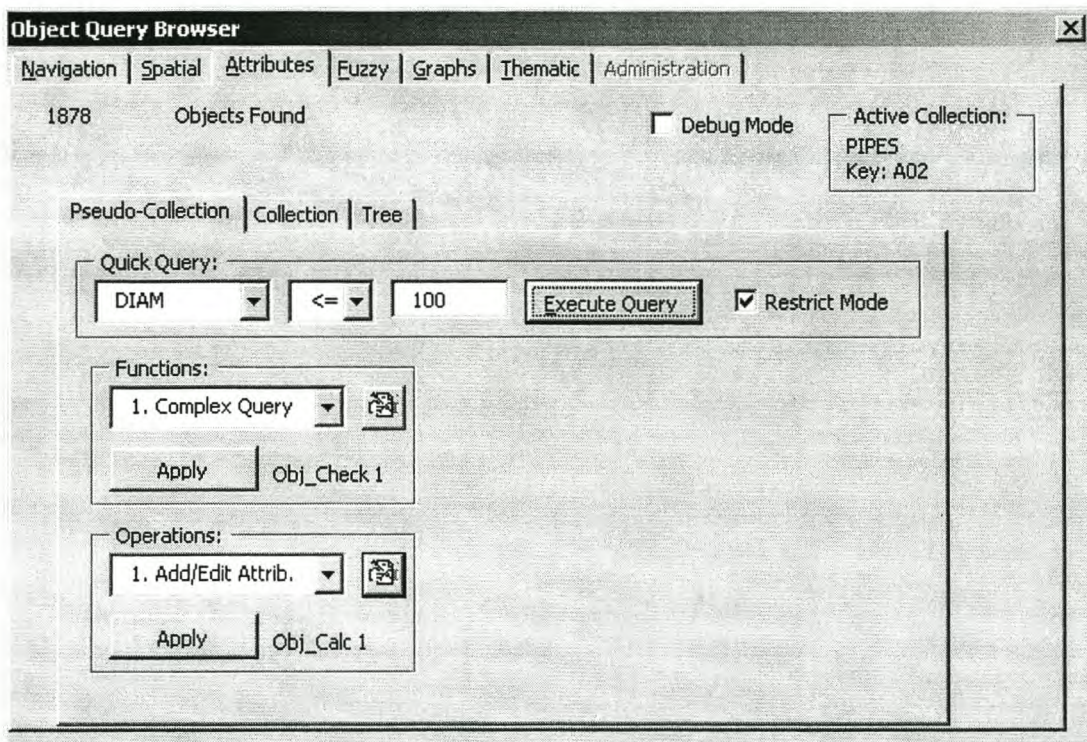 Object Query Browser
Navigation Spatial Attributes Fuzzy Graphs Thematic Administration
1878 Objects Found
Debug Mode
Active Collection:
PIPES
Key: A02
Pseudo-Collection Collection Tree
Quick Query:
DIAM <= 100 Execute Query Restrict Mode
Functions:
1. Complex Query
Apply Obj_Check 1
Operations:
1. Add/Edit Attrib.
Apply Obj_Calc 1